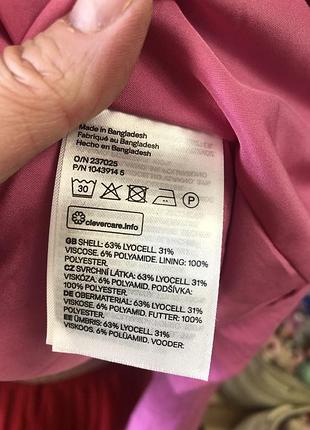 Made in Bangladesh
Fabriqué au Bangladesh
Hecho en Bangladesh
O/N 237025
P/N 1043914 5
30
P
clevercare.info
GB SHELL: 63% LYOCELL. 31%
VISCOSE. 6% POLYAMIDE. LINING: 100%
POLYESTER.
CZ SVRCHNÍ LÁTKA: 63% LYOCELL. 31%
VISKÓZA, 6% POLYAMID. PODŠÍVKA:
100% POLYESTER.
DE OBERMATERIAL: 63% LYOCELL. 31%
VISKOSE. 6% POLYAMID. FUTTER: 100%
POLYESTER.
EE ÜMBRIS: 63% LYOCELL. 31%
VISKOOS. 6% POLÜAMIID. VOODER: